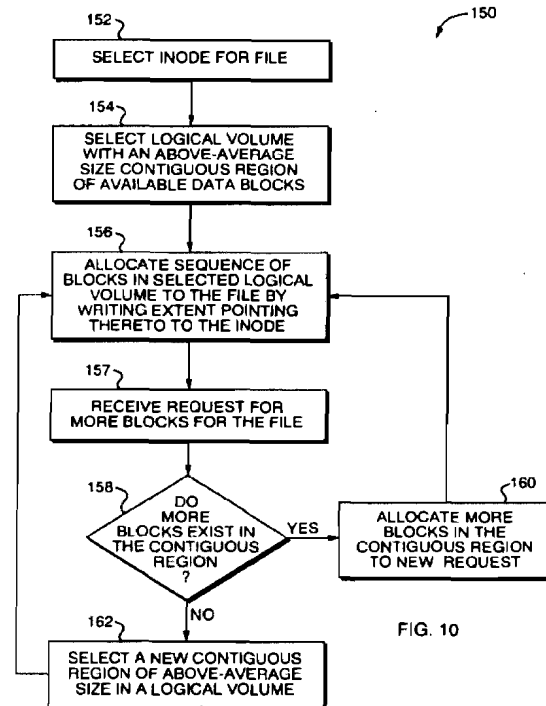 150
152
SELECT INODE FOR FILE
154
SELECT LOGICAL VOLUME
WITH AN ABOVE-AVERAGE
SIZE CONTIGUOUS REGION
OF AVAILABLE DATA BLOCKS
156
ALLOCATE SEQUENCE OF
BLOCKS IN SELECTED LOGICAL
VOLUME TO THE FILE BY
WRITING EXTENT POINTING
THERETO TO THE INODE
157
RECEIVE REQUEST FOR
MORE BLOCKS FOR THE FILE
158
DO
MORE
BLOCKS EXIST IN
THE CONTIGUOUS
REGION
?
YES
160
ALLOCATE MORE
BLOCKS IN THE
CONTIGUOUS REGION
TO NEW REQUEST
NO
162
SELECT A NEW CONTIGUOUS
REGION OF ABOVE-AVERAGE
SIZE IN A LOGICAL VOLUME
FIG. 10